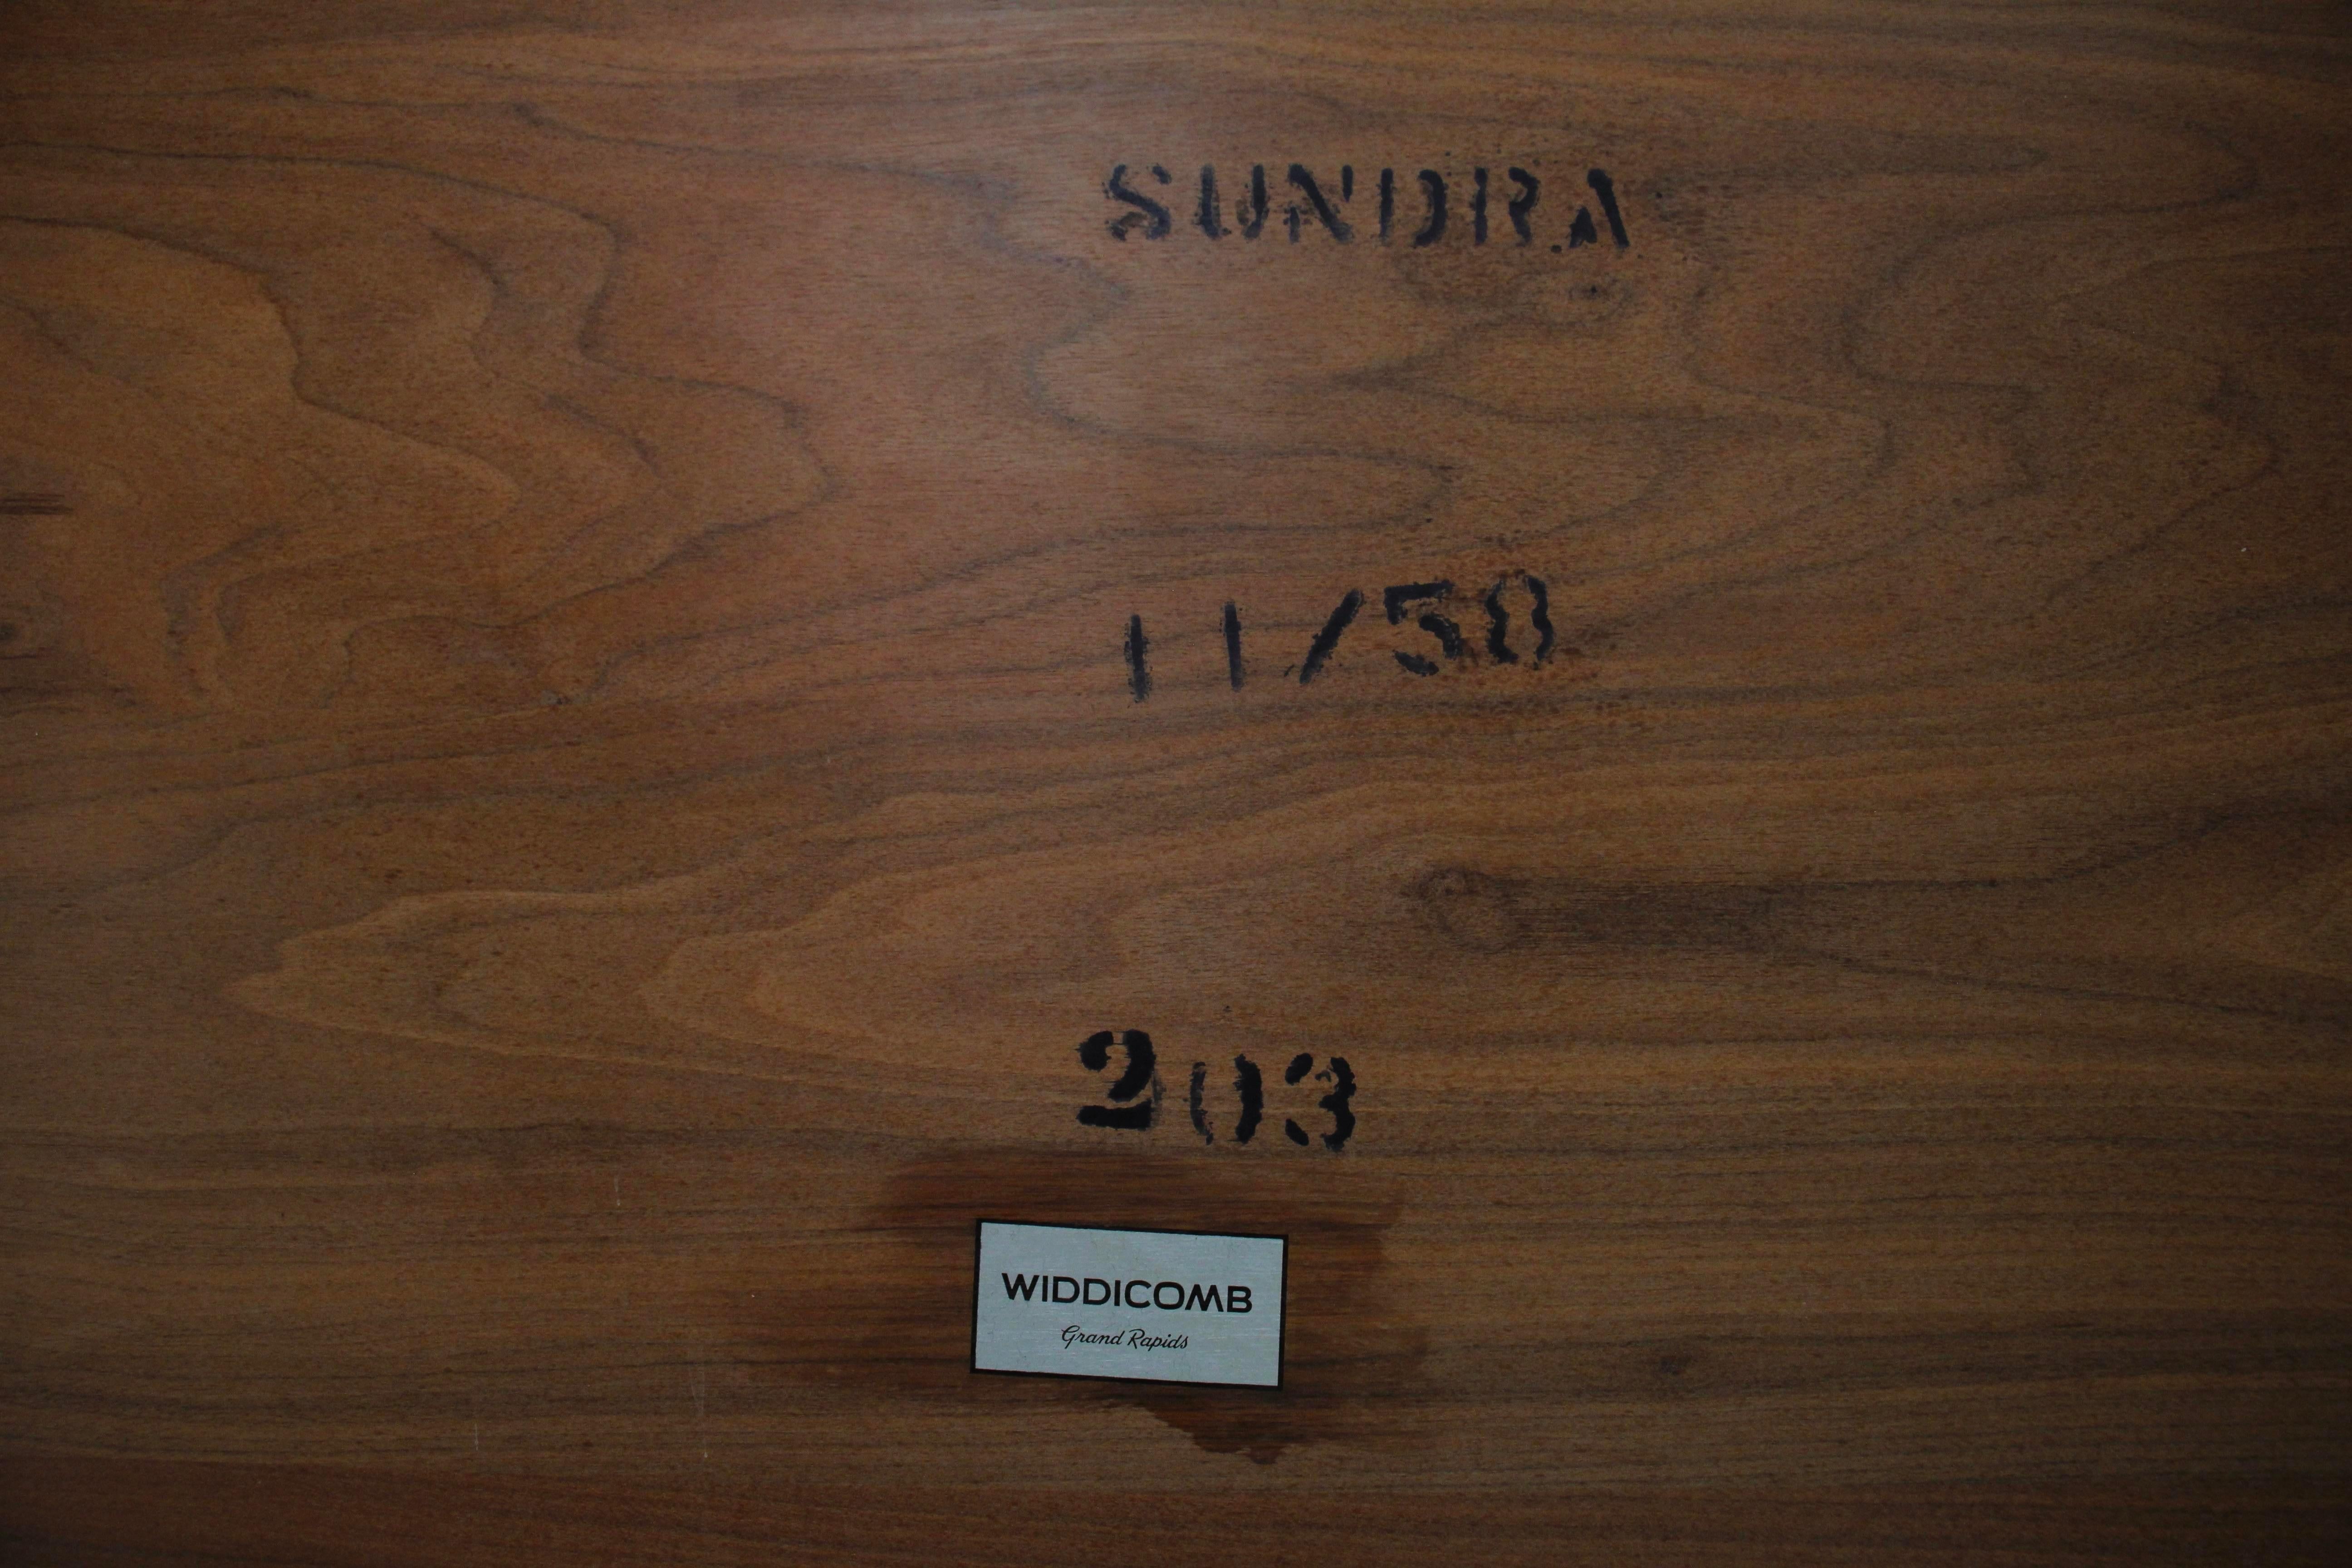 SUNDRA
11/58
203
WIDDICOMB
Grand Rapids